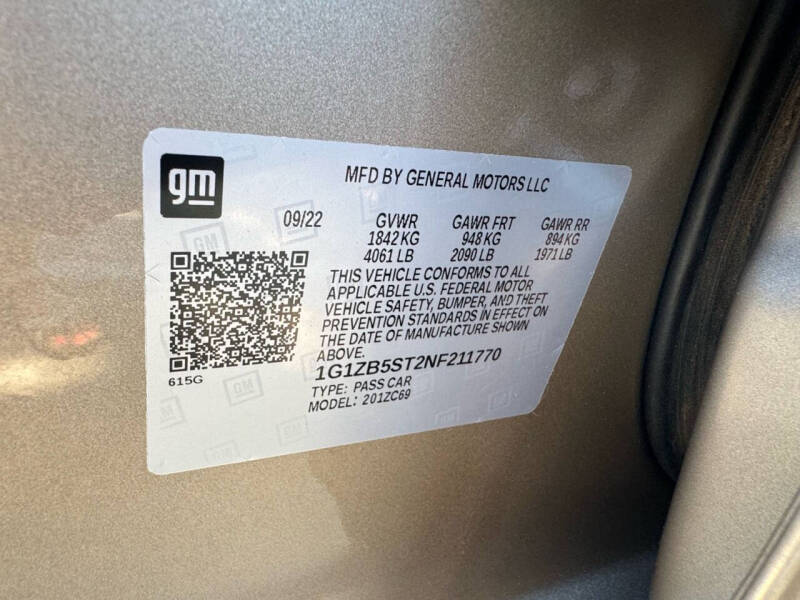 gm
MFD BY GENERAL MOTORS LLC
09/22 GVWR GAWR FRT GAWR RR
1842 KG 948 KG 894 KG
4061 LB 2090 LB 1971 LB
THIS VEHICLE CONFORMS TO ALL
APPLICABLE U.S. FEDERAL MOTOR
VEHICLE SAFETY, BUMPER, AND THEFT
PREVENTION STANDARDS IN EFFECT ON
THE DATE OF MANUFACTURE SHOWN
ABOVE.
615G
1G1ZB5ST2NF211770
TYPE: PASS CAR
MODEL: 201ZC69